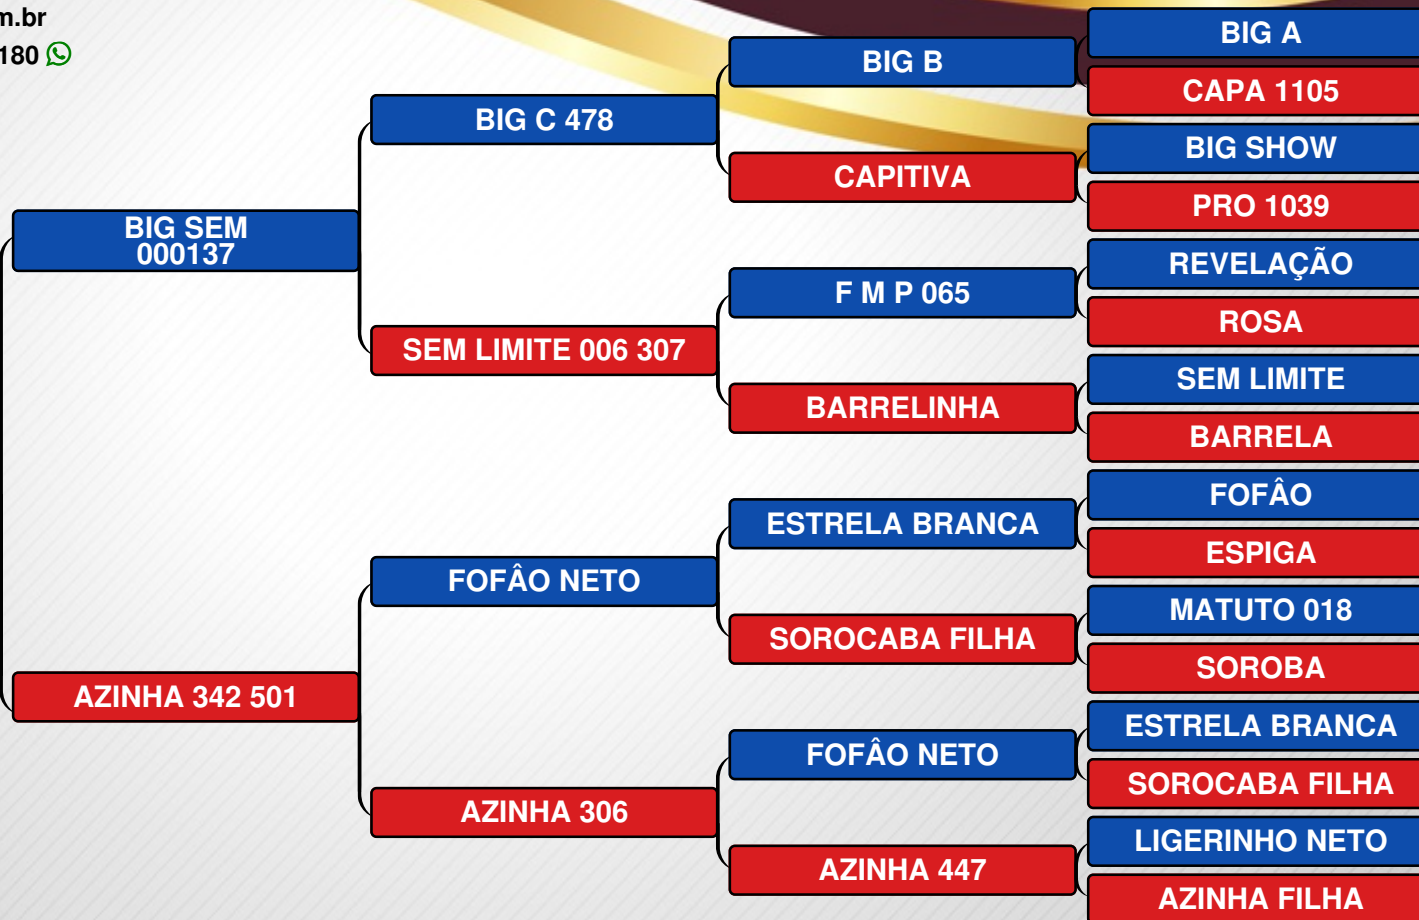 m.br
180
BIG SEM
000137
AZINHA 342 501
BIG C 478
SEM LIMITE 006 307
FOFÂO NETO
AZINHA 306
BIG B
CAPITIVA
F M P 065
BARRELINHA
ESTRELA BRANCA
SOROCABA FILHA
FOFÂO NETO
AZINHA 447
BIG A
CAPA 1105
BIG SHOW
PRO 1039
REVELAÇÃO
ROSA
SEM LIMITE
BARRELA
FOFÂO
ESPIGA
MATUTO 018
SOROBA
ESTRELA BRANCA
SOROCABA FILHA
LIGERINHO NETO
AZINHA FILHA